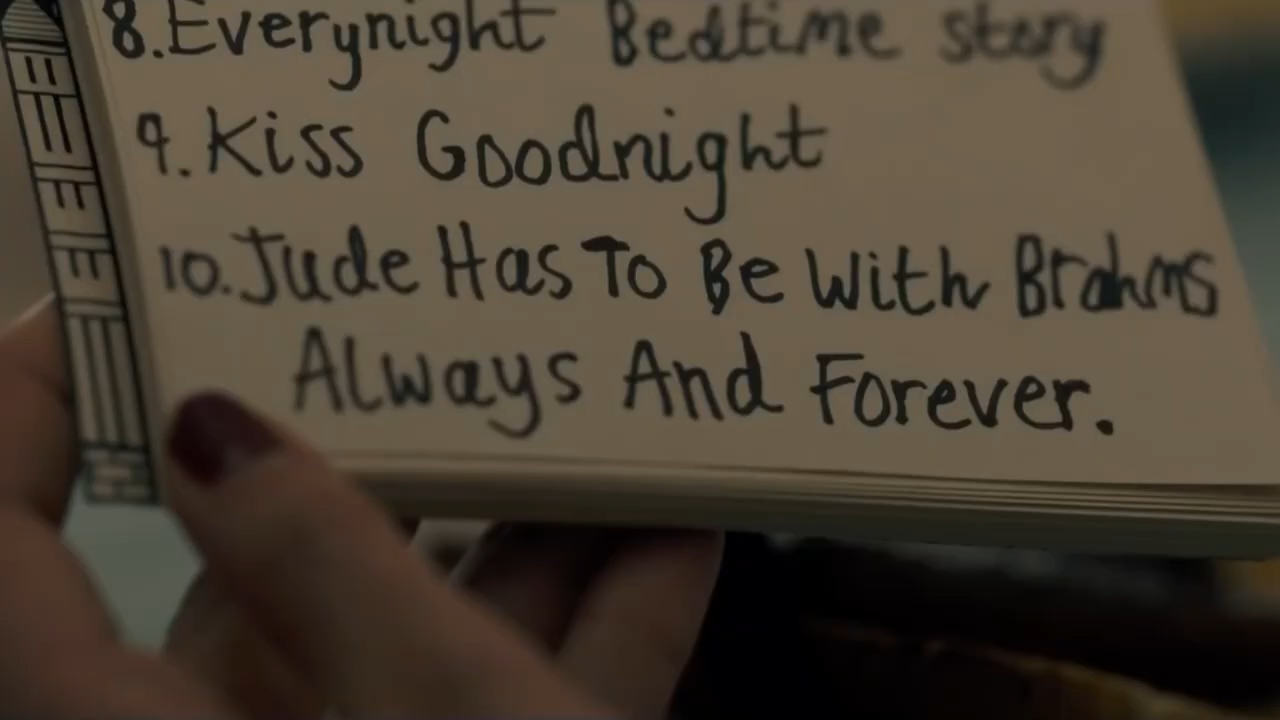 8.Everynight Bedtime story
9.Kiss Goodnight
10.Jude Has To Be With Brahms
Always And Forever.